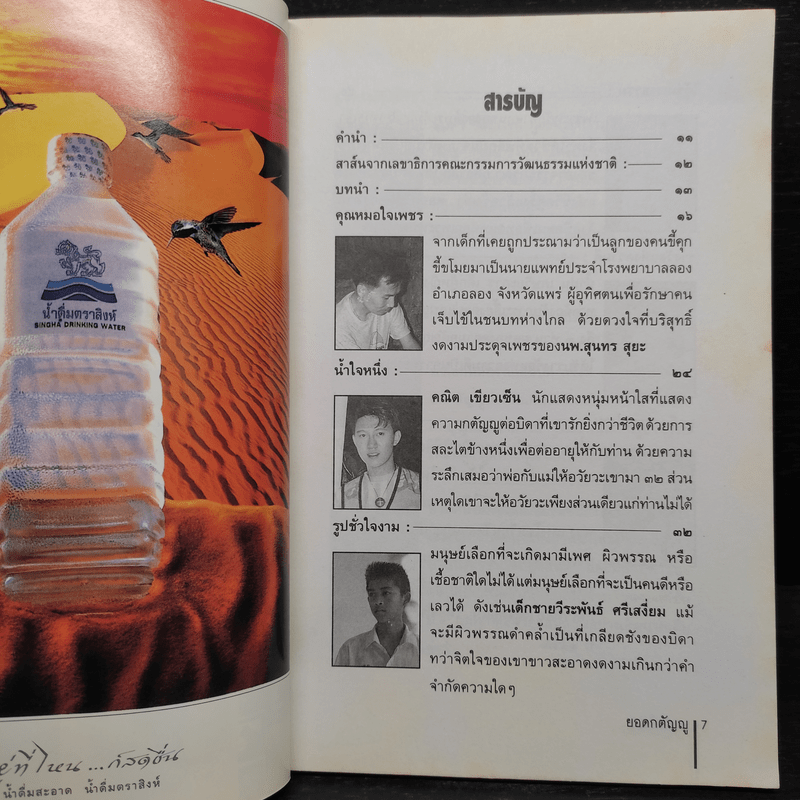 น้ำดื่มตราสิงห์
SINGHA DRINKING WATER
ที่ไหน...ก็สดชื่น
น้ำดื่มสะอาด น้ำดื่มตราสิงห์
สารบัญ
คำนำ : ๑๑
สาส์นจากเลขาธิการคณะกรรมการวัฒนธรรมแห่งชาติ : ๑๒
บทนำ : ๑๓
คุณหมอใจเพชร : ๑๖
จากเด็กที่เคยถูกประณามว่าเป็นลูกของคนขี้คุก
ขี้ขโมยมาเป็นนายแพทย์ประจำโรงพยาบาลลอง
อำเภอลอง จังหวัดแพร่ ผู้อุทิศตนเพื่อรักษาคน
เจ็บไข้ในชนบทห่างไกล ด้วยดวงใจที่บริสุทธิ์
งดงามประดุจเพชรของนพ.สุนทร สุยะ
น้ำใจหนึ่ง : ๒๔
คณิต เขียวเซ็น นักแสดงหนุ่มหน้าใสที่แสดง
ความกตัญญูต่อบิดาที่เขารักยิ่งกว่าชีวิต ด้วยการ
สละไตข้างหนึ่งเพื่อต่ออายุให้กับท่าน ด้วยความ
ระลึกเสมอว่าพ่อกับแม่ให้อวัยวะเขามา ๓๒ ส่วน
เหตุใดเขาจะให้อวัยวะเพียงส่วนเดียวแก่ท่านไม่ได้
รูปชั่วใจงาม : ๓๒
มนุษย์เลือกที่จะเกิดมามีเพศ ผิวพรรณ หรือ
เชื้อชาติใดไม่ได้ แต่มนุษย์เลือกที่จะเป็นคนดีหรือ
เลวได้ ดังเช่นเด็กชายวีระพันธ์ ศรีเสงี่ยม แม้
จะมีผิวพรรณดำคล้ำเป็นที่เกลียดชังของบิดา
ทว่าจิตใจของเขาขาวสะอาดงดงามเกินกว่าคำ
จำกัดความใดๆ
ยอดกตัญญู 7